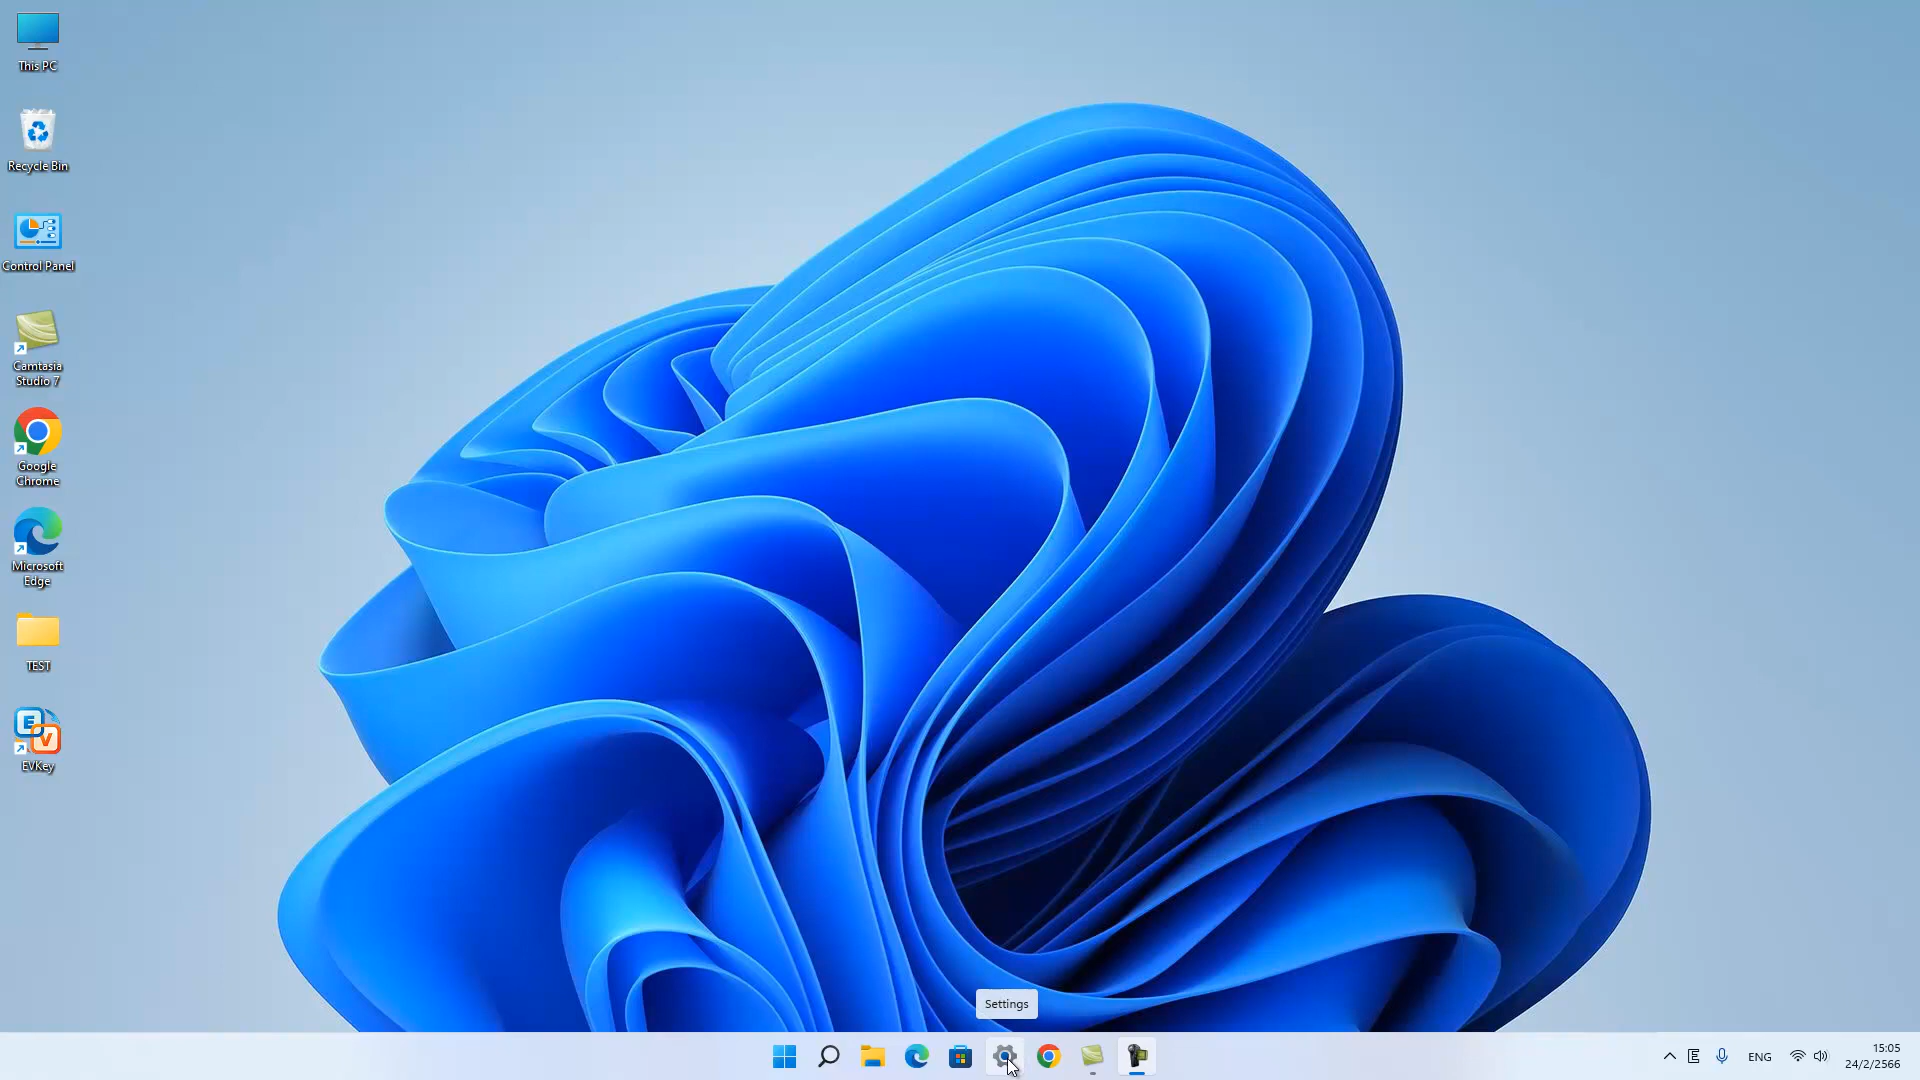 This PC
Recycle Bin
Control Panel
Camtasia
Studio 7
Google
Chrome
Microsoft
Edge
TEST
E
V
EVKey
Settings
E
ENG
15:05
24/2/2566